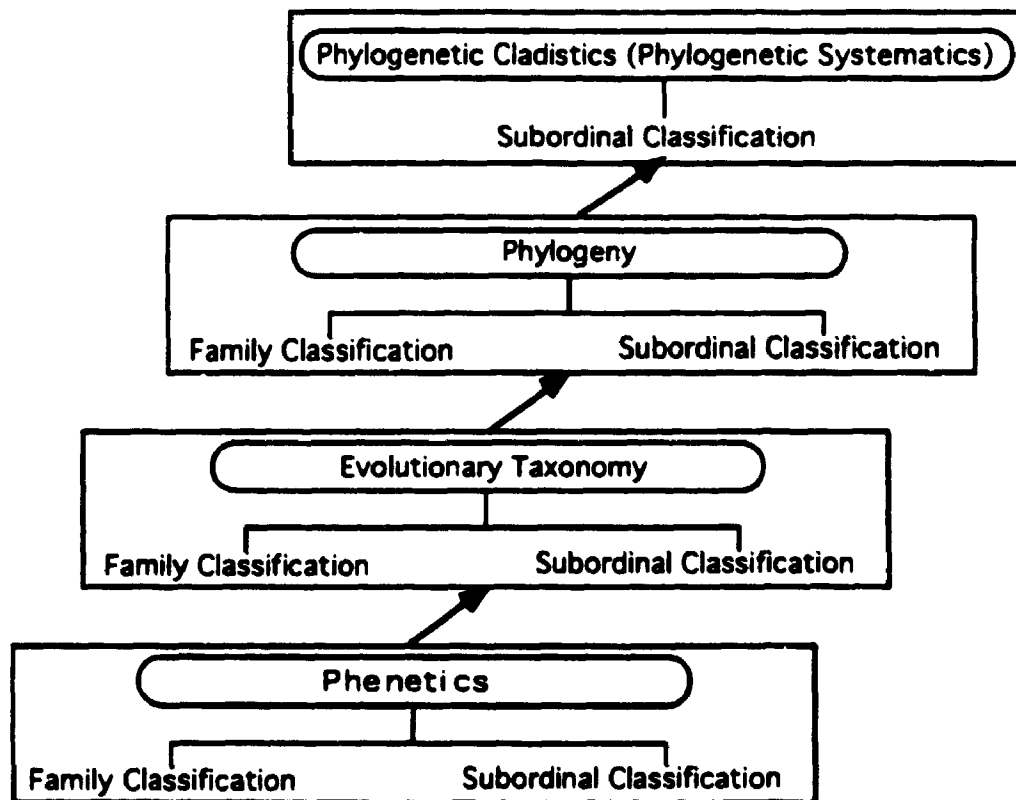 Phylogenetic Cladistics (Phylogenetic Systematics)
Subordinal Classification
Phylogeny
Family Classification Subordinal Classification
Evolutionary Taxonomy
Family Classification Subordinal Classification
Phenetics
Family Classification Subordinal Classification